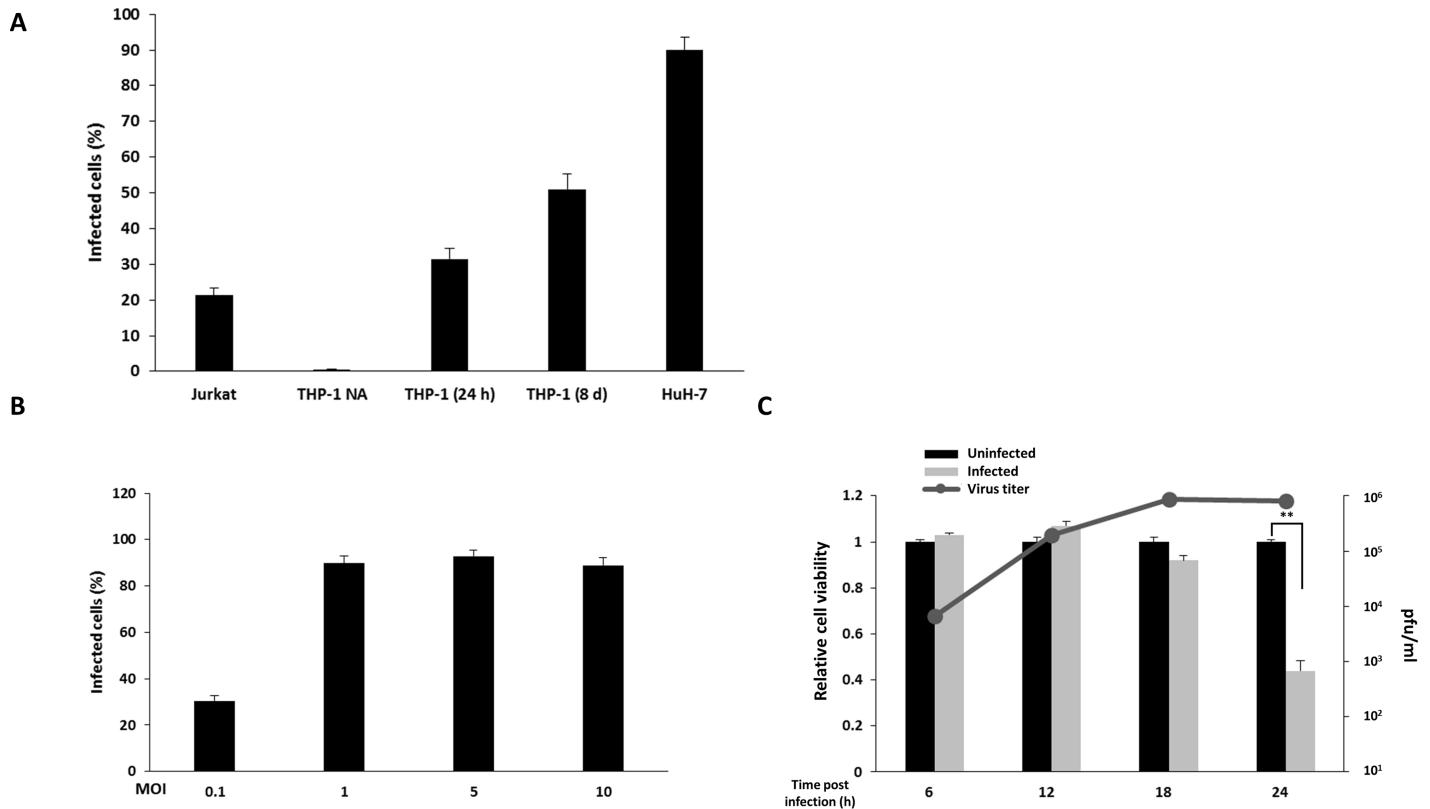 A
Infected cells (%)
100
90
80
70
60
50
40
30
20
10
0
Jurkat THP-1 NA THP-1 (24 h) THP-1 (8 d) HuH-7
B
Infected cells (%)
120
100
80
60
40
20
0
MOI 0.1 1 5 10
C
Uninfected
Infected
Virus titer
Relative cell viability
1.2
1
0.8
0.6
0.4
0.2
0
**
10⁶
10⁵
10⁴
10³
10²
10¹
pfu/ml
Time post
infection (h)
6 12 18 24